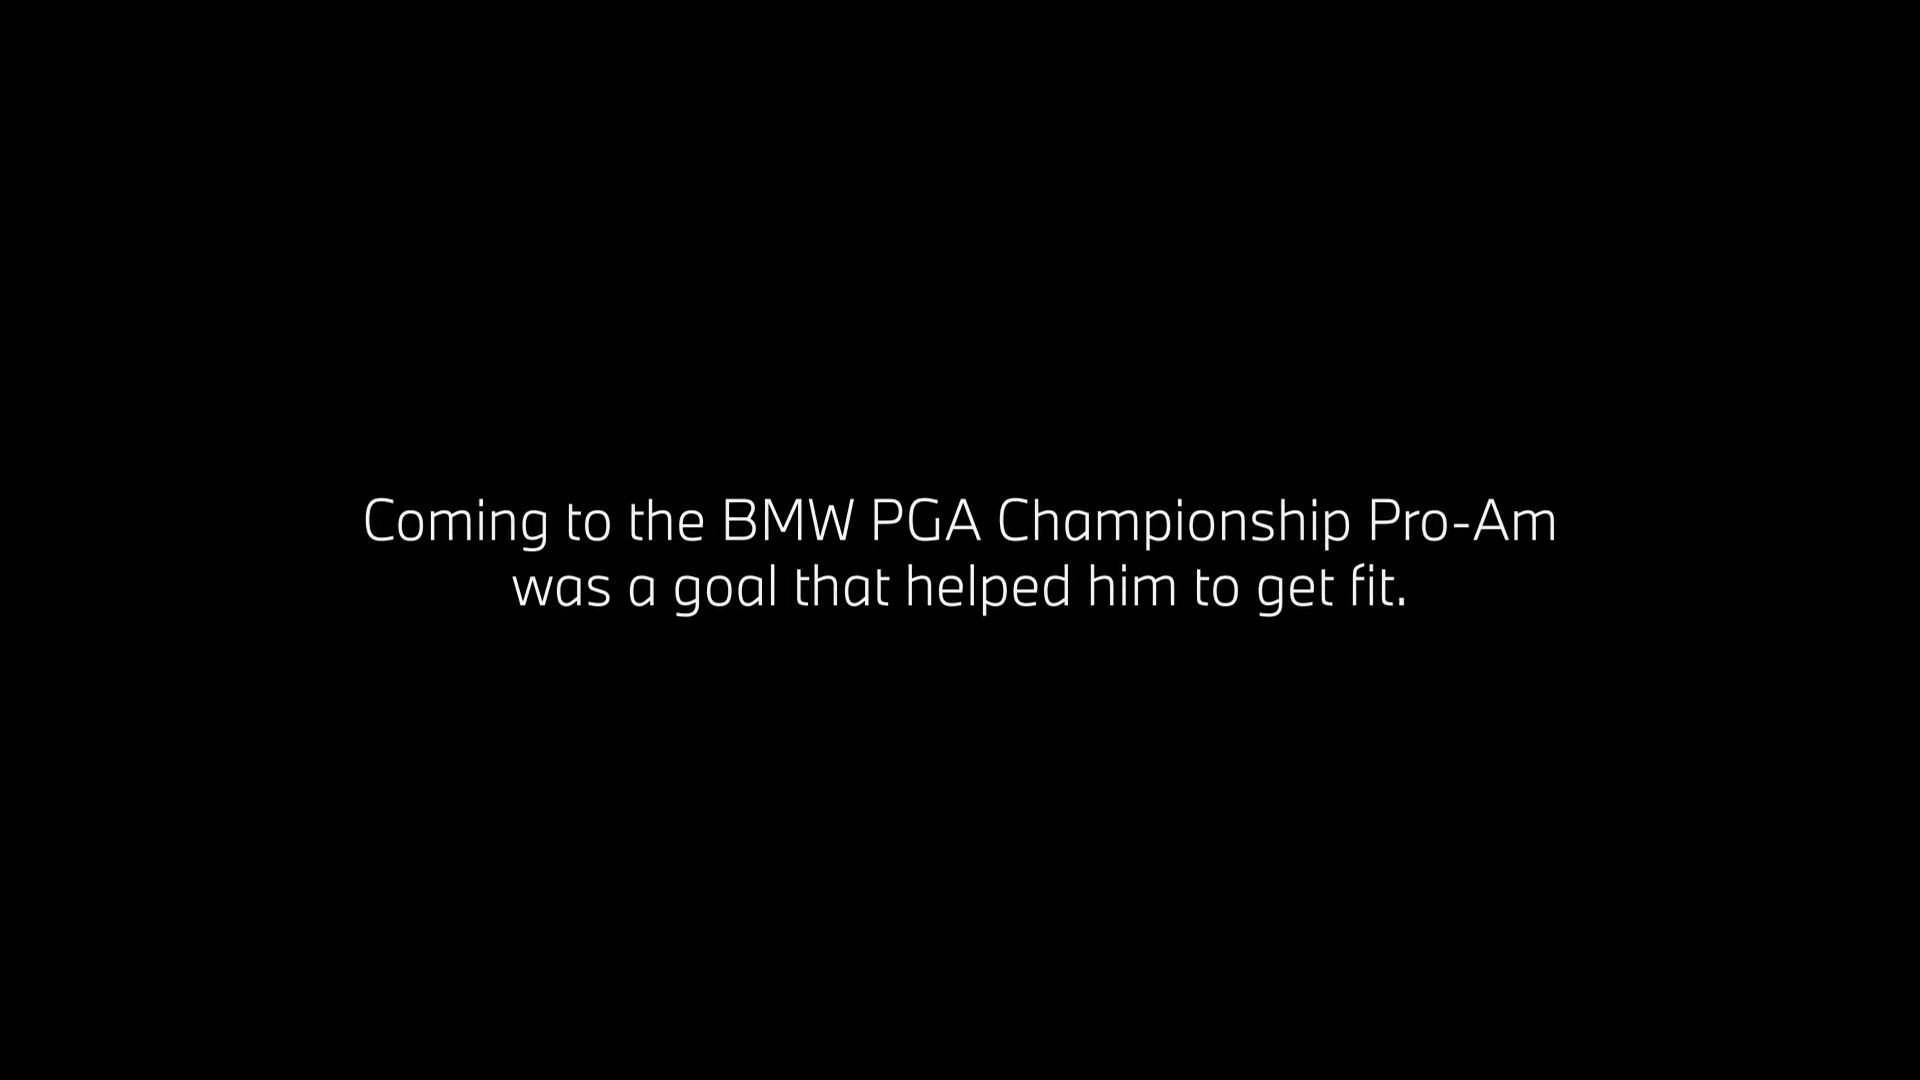 Coming to the BMW PGA Championship Pro-Am
was a goal that helped him to get fit.